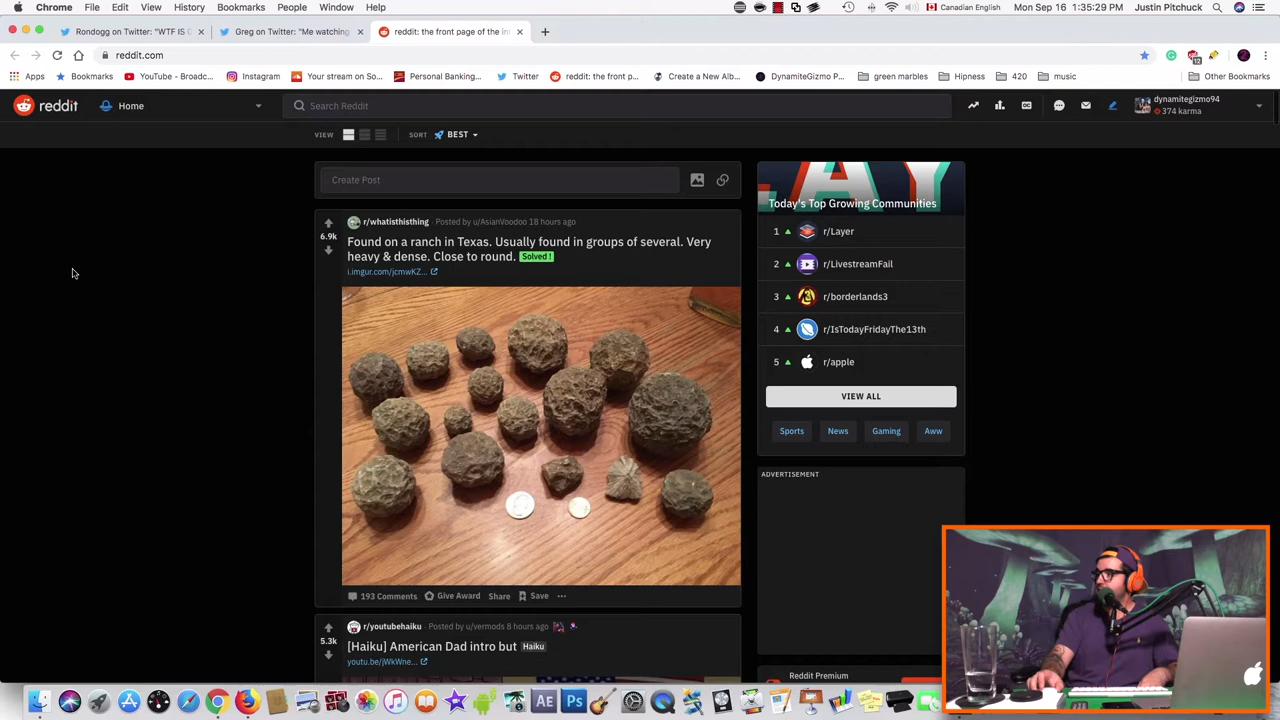 Chrome File Edit View History Bookmarks People Window Help Canadian English Mon Sep 16 1:35:29 PM Justin Pitchuck
Rondogg on Twitter: "WTF IS Greg on Twitter: "Me watching reddit: the front page of the in
reddit.com
Apps Bookmarks YouTube - Broadc... Instagram Your stream on So... Personal Banking... Twitter reddit: the front p... Create a New Alb... DynamiteGizmo P... green marbles Hipness 420 music Other Bookmarks
reddit Home Search Reddit dynamitegizmo94
374 karma
VIEW SORT BEST
Create Post
Today's Top Growing Communities
r/whatisthisthing · Posted by u/AsianVoodoo 18 hours ago
6.9k
Found on a ranch in Texas. Usually found in groups of several. Very
heavy & dense. Close to round. Solved !
i.imgur.com/jcmwKZ...
1 r/Layer
2 r/LivestreamFail
3 r/borderlands3
4 r/IsTodayFridayThe13th
5 r/apple
VIEW ALL
Sports News Gaming Aww
ADVERTISEMENT
193 Comments Give Award Share Save
r/youtubehaiku · Posted by u/vermods 8 hours ago
5.3k
[Haiku] American Dad intro but Haiku
youtu.be/jWkWne...
Reddit Premium